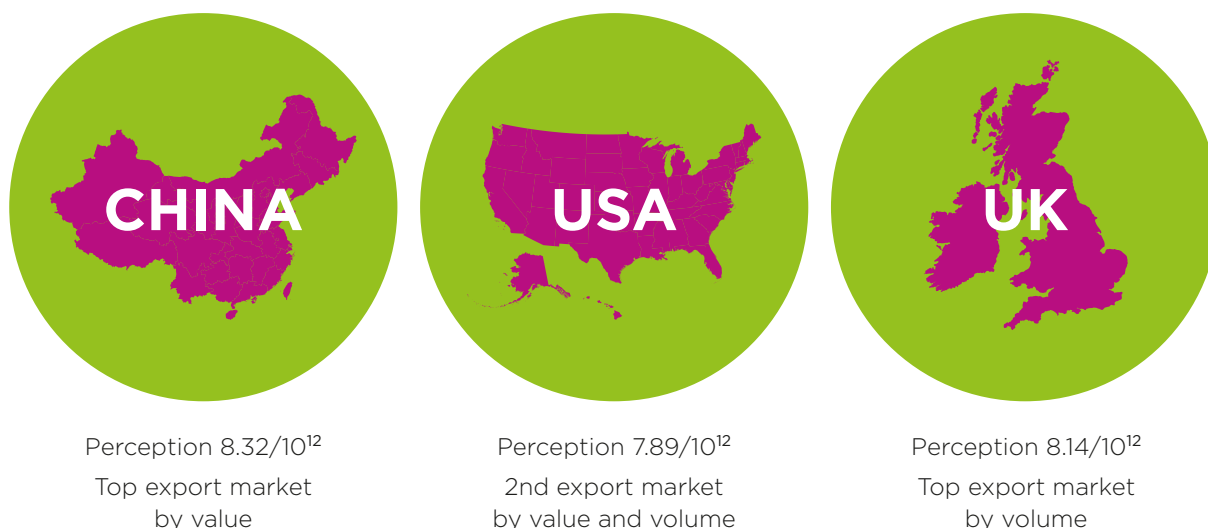 CHINA
USA
UK
Perception 8.32/10¹²
Top export market
by value
Perception 7.89/10¹²
2nd export market
by value and volume
Perception 8.14/10¹²
Top export market
by volume